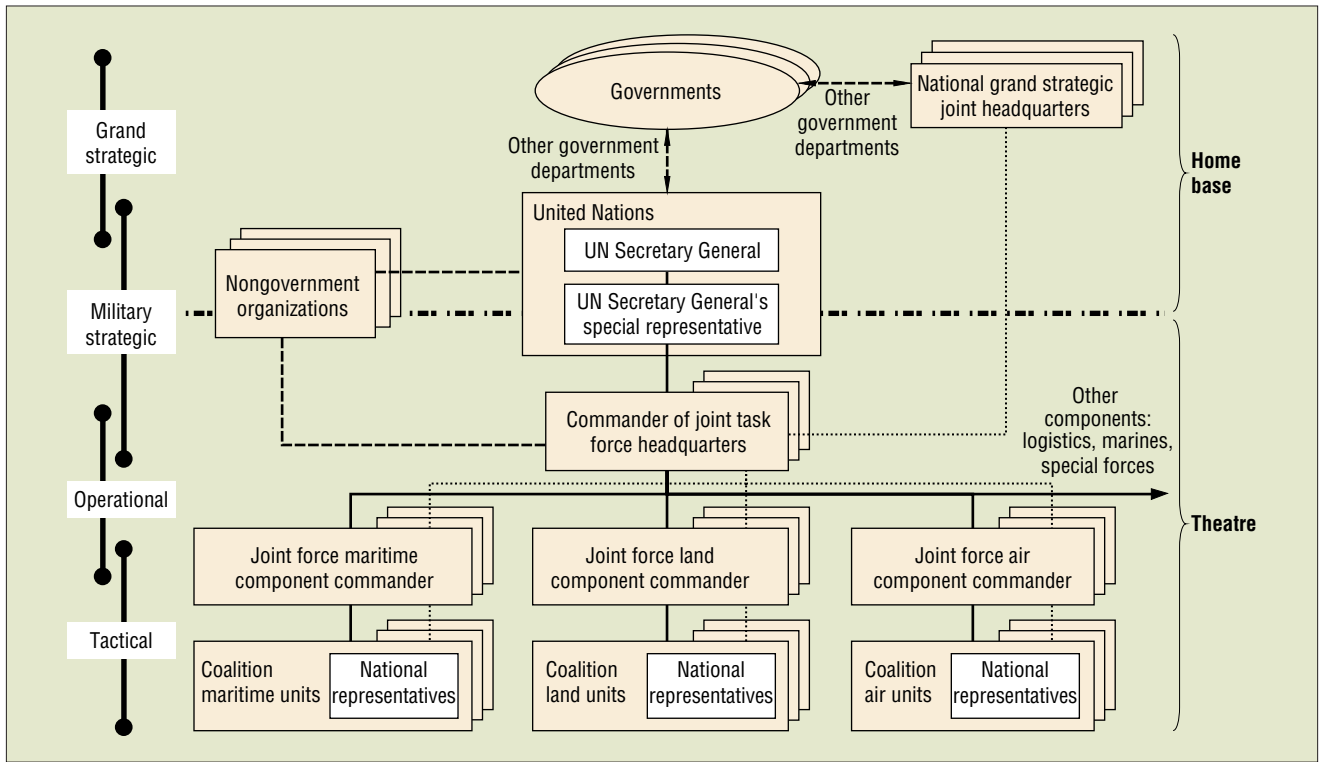 Grand
strategic
Military
strategic
Operational
Tactical
Governments
Other
government
departments
National grand strategic
joint headquarters
Other government
departments
Home
base
United Nations
UN Secretary General
UN Secretary General's
special representative
Nongovernment
organizations
Commander of joint task
force headquarters
Other
components:
logistics, marines,
special forces
Theatre
Joint force maritime
component commander
Joint force land
component commander
Joint force air
component commander
Coalition
maritime units
National
representatives
Coalition
land units
National
representatives
Coalition
air units
National
representatives